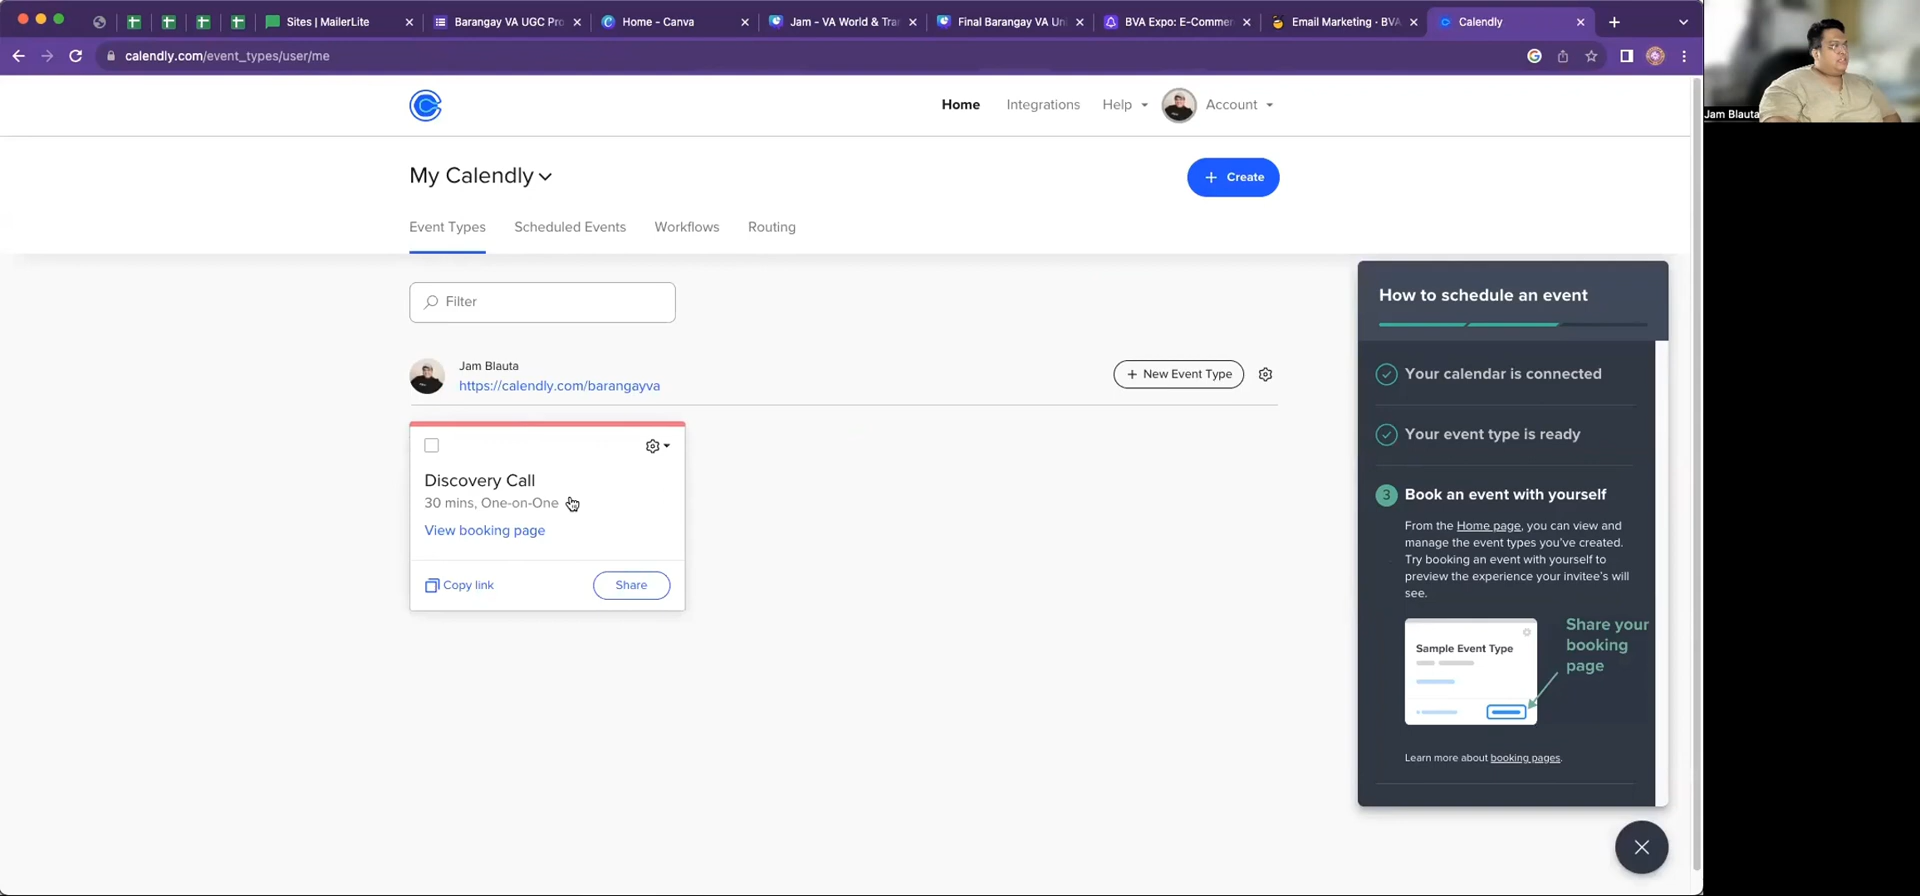 Sites | MailerLite
Barangay VA UGC Pro
Home - Canva
Jam - VA World & Tra
Final Barangay VA Un
BVA Expo: E-Commer
Email Marketing - BVA
Calendly
calendly.com/event_types/user/me
Jam Blauta
Home
Integrations
Help
Account
My Calendly
+ Create
Event Types
Scheduled Events
Workflows
Routing
Filter
Jam Blauta
https://calendly.com/barangayva
+ New Event Type
Discovery Call
30 mins, One-on-One
View booking page
Copy link
Share
How to schedule an event
Your calendar is connected
Your event type is ready
3 Book an event with yourself
From the Home page, you can view and
manage the event types you've created.
Try booking an event with yourself to
preview the experience your invitee's will
see.
Sample Event Type
Share your
booking
page
Learn more about booking pages.